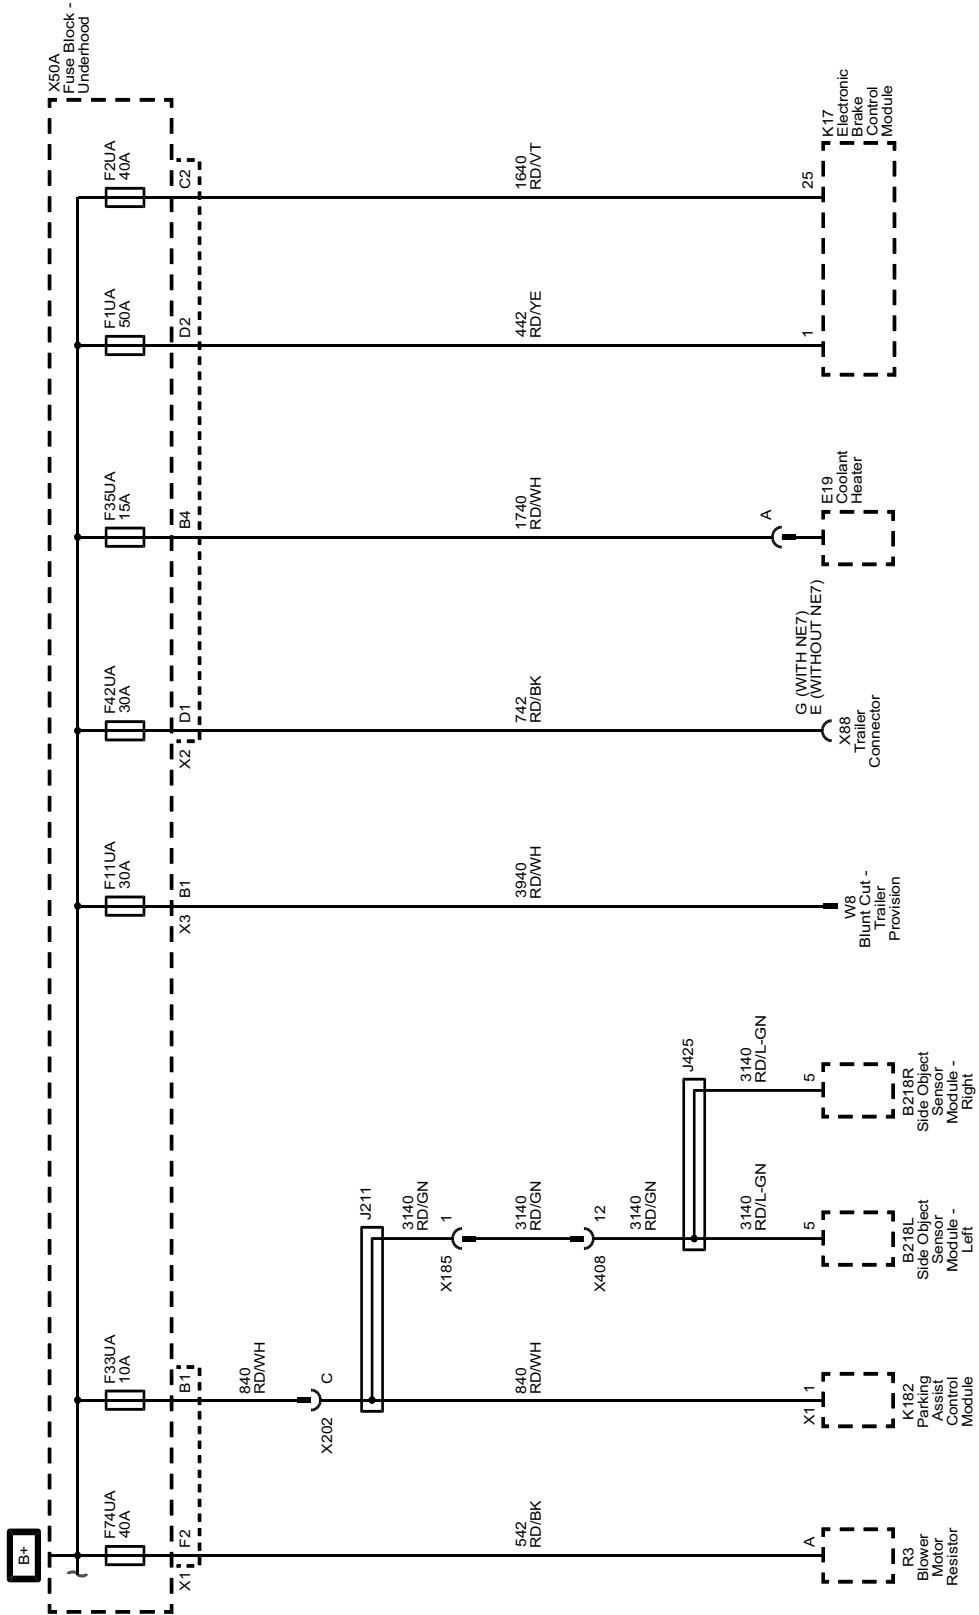 B+
X50A
Fuse Block -
Underhood
F74UA
40A
F33UA
10A
F11UA
30A
F42UA
30A
F35UA
15A
F1UA
50A
F2UA
40A
X1
F2
B1
X3
B1
X2
D1
B4
D2
C2
840
RD/WH
X202
C
J211
3140
RD/GN
X185
1
542
RD/BK
840
RD/WH
3140
RD/GN
3940
RD/WH
742
RD/BK
1740
RD/WH
442
RD/YE
1640
RD/VT
X408
12
3140
RD/GN
J425
3140
RD/L-GN
3140
RD/L-GN
A
A
X1
1
5
5
G (WITH NE7)
E (WITHOUT NE7)
1
25
R3
Blower
Motor
Resistor
K182
Parking
Assist
Control
Module
B218L
Side Object
Sensor
Module -
Left
B218R
Side Object
Sensor
Module -
Right
W8
Blunt Cut -
Trailer
Provision
X88
Trailer
Connector
E19
Coolant
Heater
K17
Electronic
Brake
Control
Module